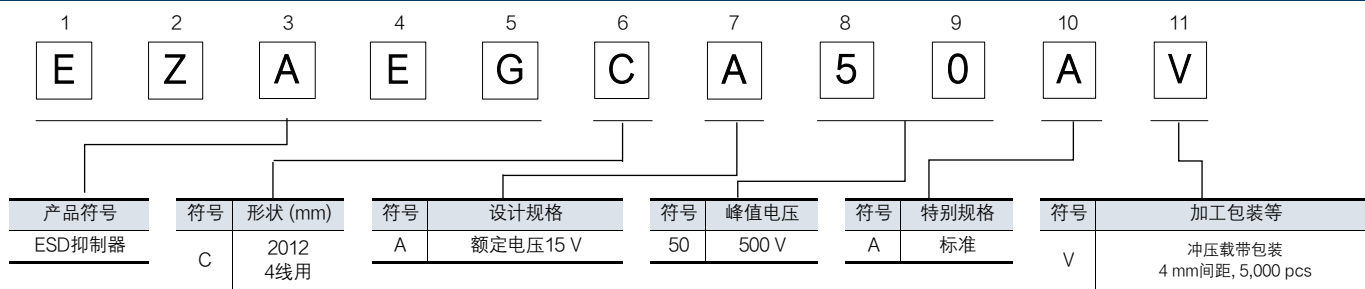 1 2 3 4 5 6 7 8 9 10 11
E Z A E G C A 5 0 A V
产品符号 符号 形状 (mm) 符号 设计规格 符号 峰值电压 符号 特别规格 符号 加工包装等
ESD抑制器 C 2012 A 额定电压15 V 50 500 V A 标准 V 冲压载带包装
4线用 4 mm间距, 5,000 pcs